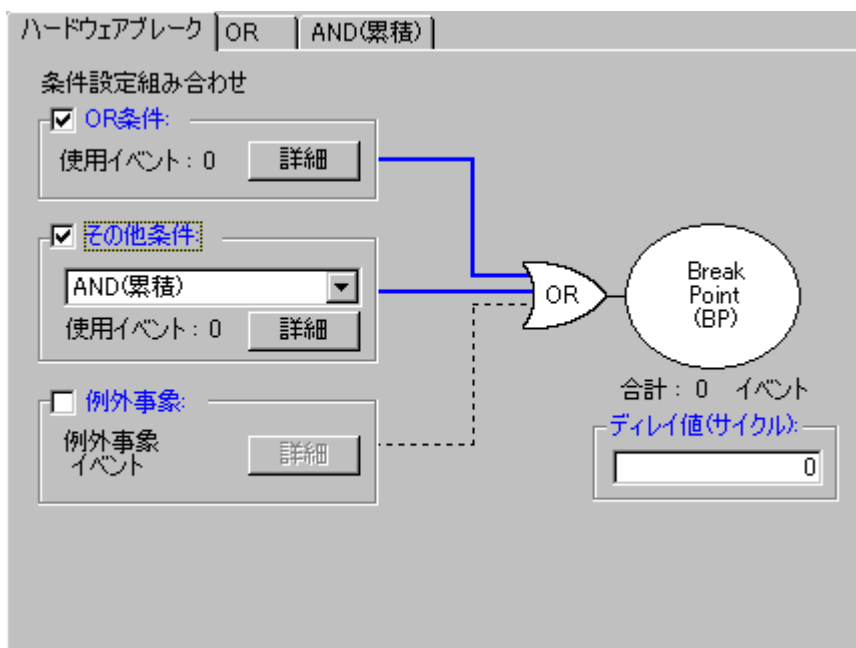 ハードウェアブレーク OR AND(累積)
条件設定組み合わせ
OR条件:
使用イベント: 0 詳細
その他条件:
AND(累積)
使用イベント: 0 詳細
例外事象:
例外事象
イベント
詳細
OR
Break
Point
(BP)
合計: 0 イベント
ディレイ値(サイクル):
0